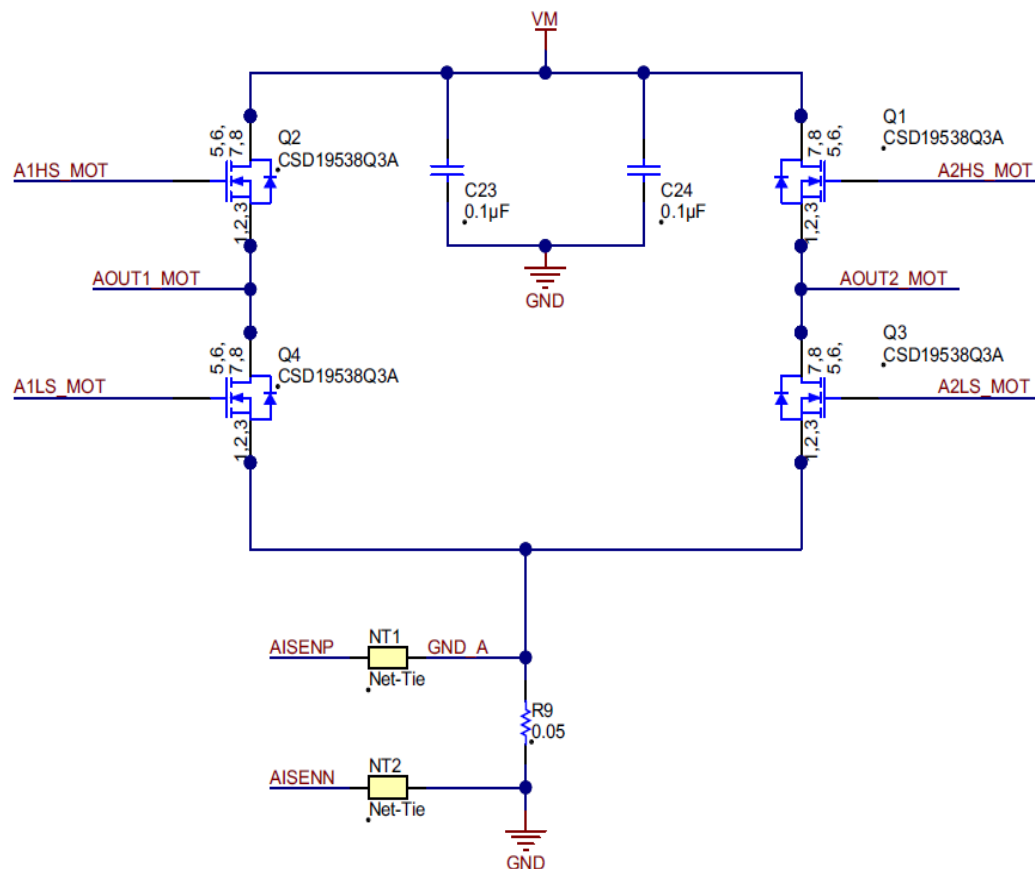 VM
Q2
CSD19538Q3A
5,6,
7,8
1,2,3
A1HS_MOT
C23
0.1µF
C24
0.1µF
GND
Q1
CSD19538Q3A
7,8
5,6,
1,2,3
A2HS_MOT
AOUT1_MOT
AOUT2_MOT
Q4
CSD19538Q3A
5,6,
7,8
1,2,3
A1LS_MOT
Q3
CSD19538Q3A
7,8
5,6,
1,2,3
A2LS_MOT
AISENP
NT1
Net-Tie
GND_A
R9
0.05
AISENN
NT2
Net-Tie
GND